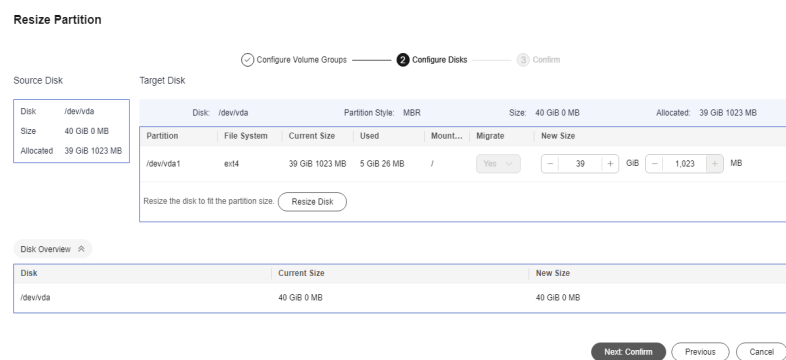 Resize Partition
Configure Volume Groups 2 Configure Disks 3 Confirm
Source Disk Target Disk
Disk /dev/vda
Size 40 GiB 0 MB
Allocated 39 GiB 1023 MB
Disk: /dev/vda Partition Style: MBR Size: 40 GiB 0 MB Allocated: 39 GiB 1023 MB
Partition File System Current Size Used Mount... Migrate New Size
/dev/vda1 ext4 39 GiB 1023 MB 5 GiB 26 MB / Yes − 39 + GiB − 1,023 + MB
Resize the disk to fit the partition size. Resize Disk
Disk Overview
Disk Current Size New Size
/dev/vda 40 GiB 0 MB 40 GiB 0 MB
Next: Confirm Previous Cancel